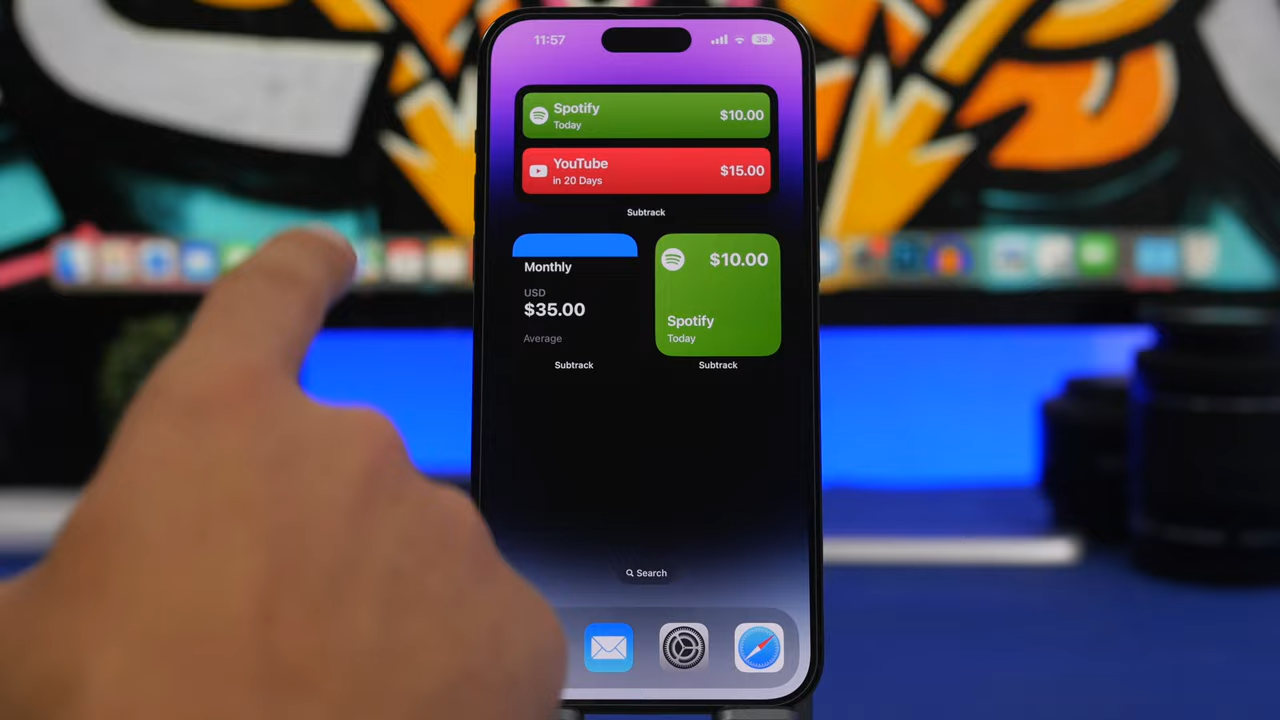 11:57
36
Spotify
Today
$10.00
YouTube
in 20 Days
$15.00
Subtrack
Monthly
USD
$35.00
Average
Subtrack
$10.00
Spotify
Today
Subtrack
Search